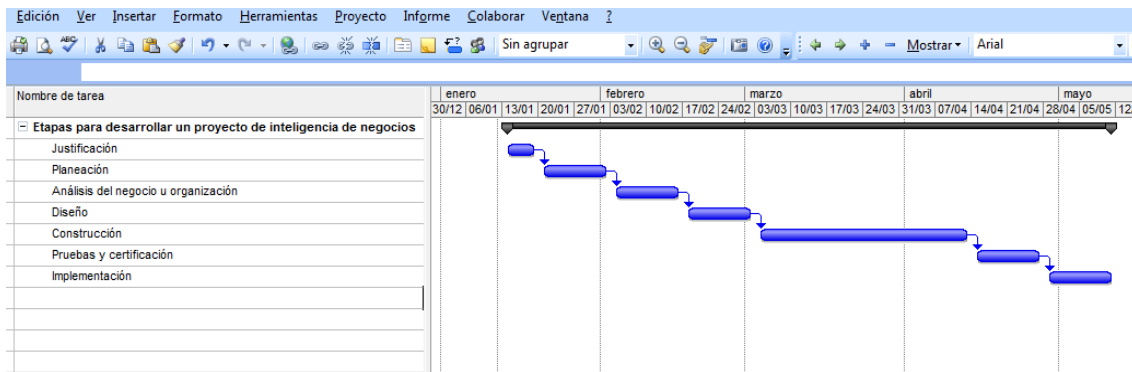 Edición Ver Insertar Formato Herramientas Proyecto Informe Colaborar Ventana ?
ABC Sin agrupar Mostrar Arial
Nombre de tarea
enero febrero marzo abril mayo
30/12 06/01 13/01 20/01 27/01 03/02 10/02 17/02 24/02 03/03 10/03 17/03 24/03 31/03 07/04 14/04 21/04 28/04 05/05 12/
Etapas para desarrollar un proyecto de inteligencia de negocios
Justificación
Planeación
Análisis del negocio u organización
Diseño
Construcción
Pruebas y certificación
Implementación